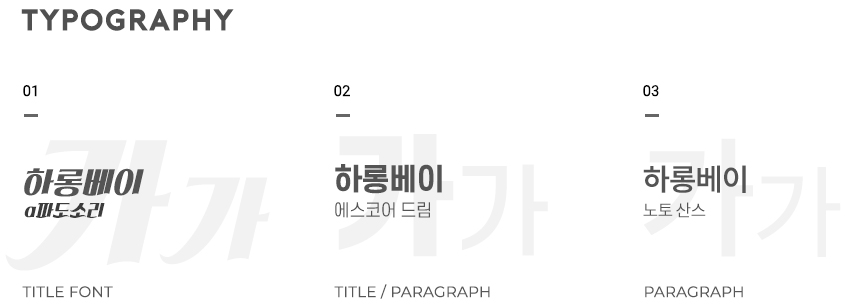 TYPOGRAPHY
01
가가
하롱베이
a파도소리
TITLE FONT
02
가가
하롱베이
에스코어 드림
TITLE / PARAGRAPH
03
가가
하롱베이
노토 산스
PARAGRAPH